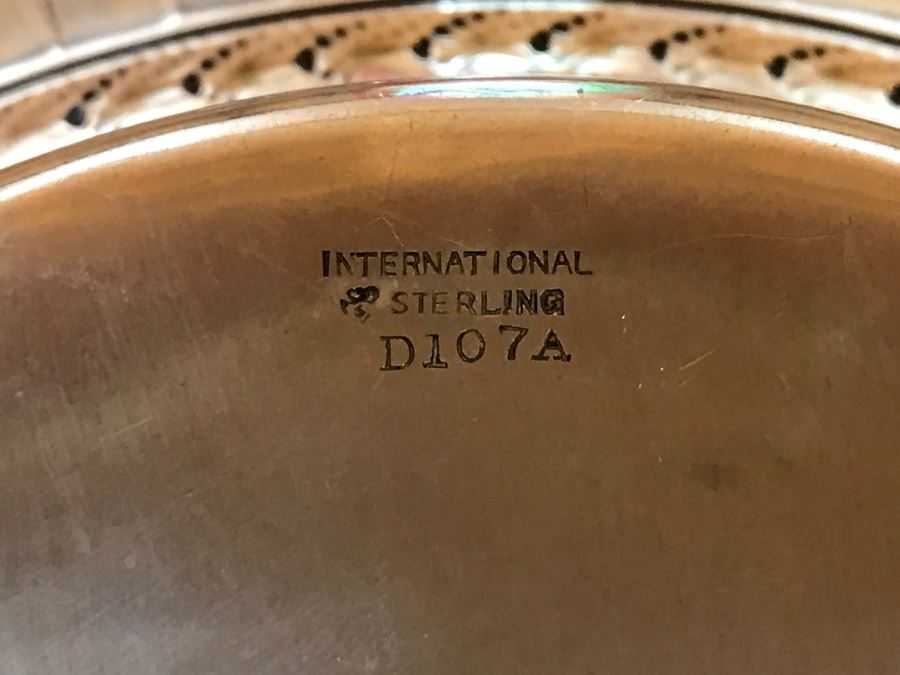 INTERNATIONAL
STERLING
D107A